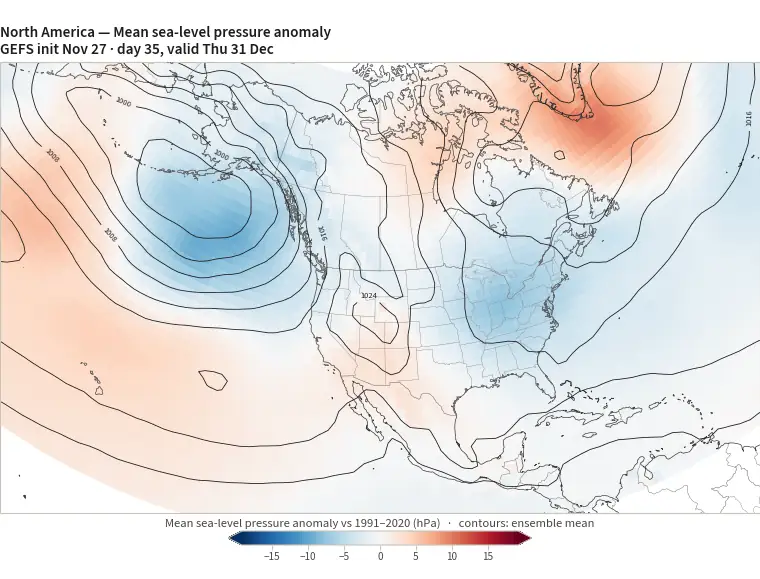 North America — Mean sea-level pressure anomaly
GEFS init Nov 27 · day 35, valid Thu 31 Dec
1000
1000
1008
1008
1016
1016
1024
Mean sea-level pressure anomaly vs 1991–2020 (hPa) · contours: ensemble mean
−15 −10 −5 0 5 10 15